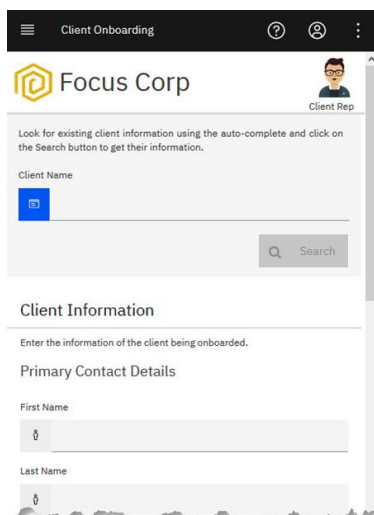 Client Onboarding
Focus Corp
Client Rep
Look for existing client information using the auto-complete and click on
the Search button to get their information.
Client Name
Search
Client Information
Enter the information of the client being onboarded.
Primary Contact Details
First Name
Last Name